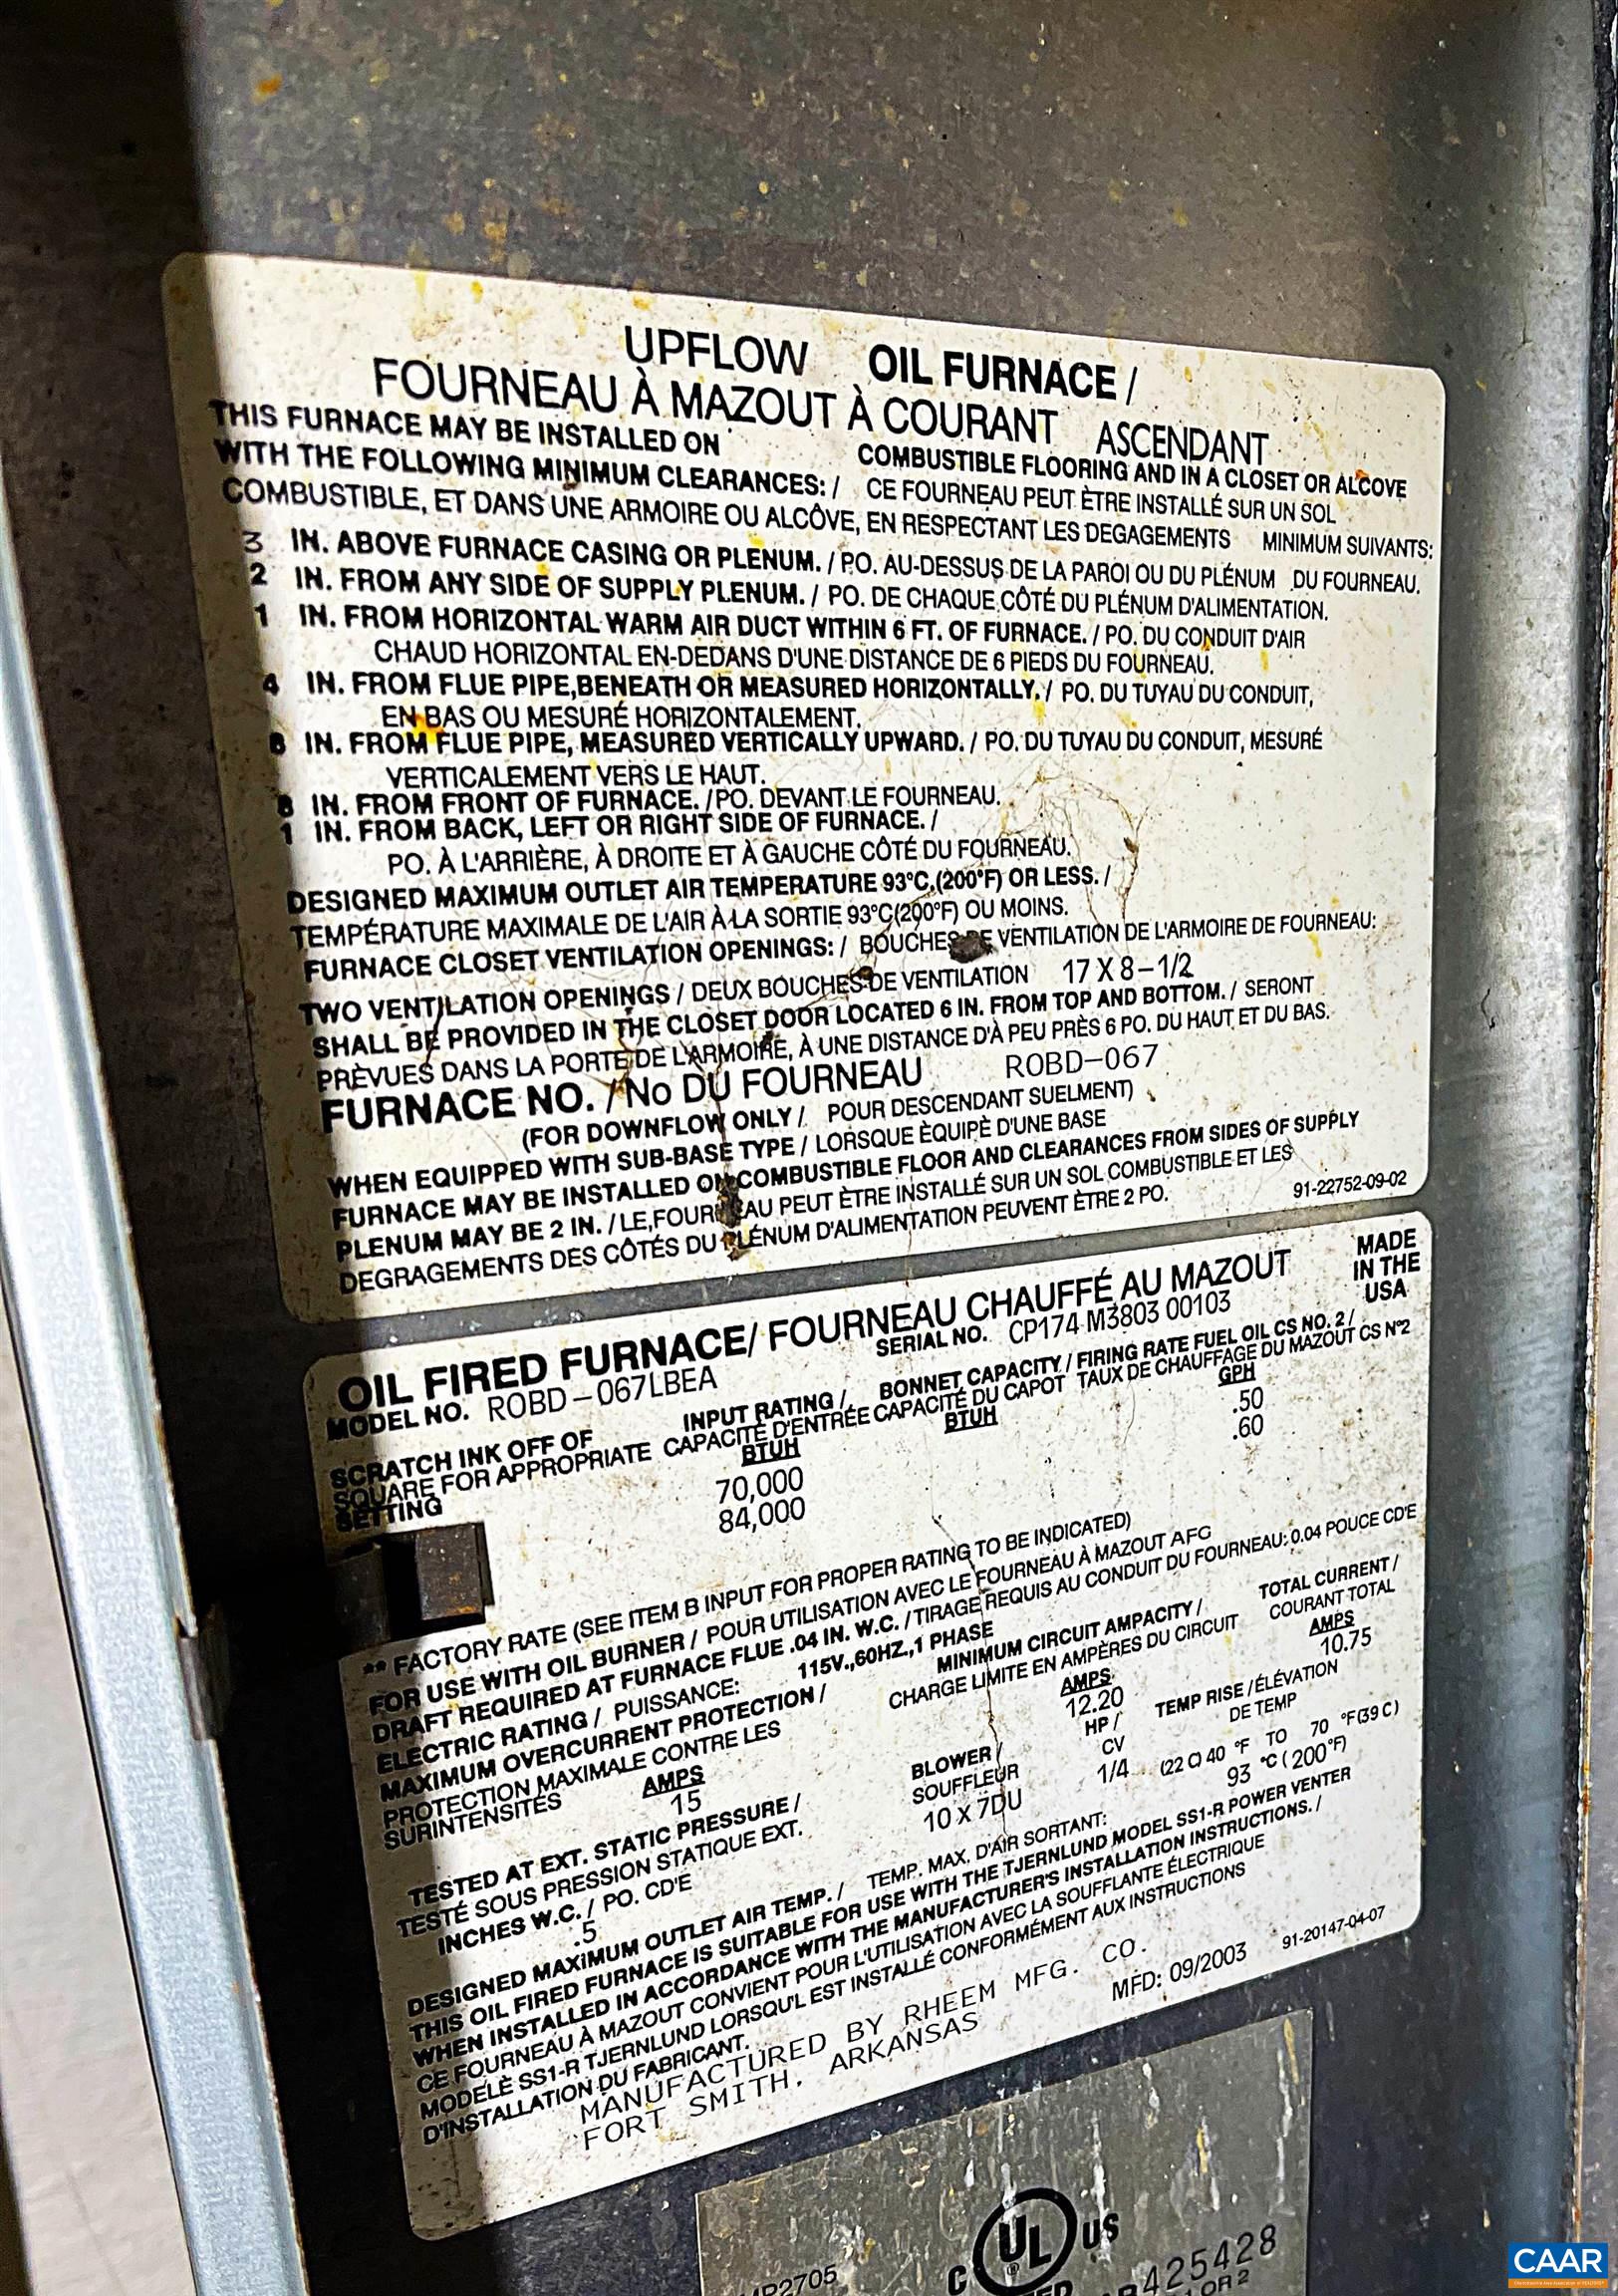 UPFLOW OIL FURNACE /
FOURNEAU À MAZOUT À COURANT ASCENDANT
THIS FURNACE MAY BE INSTALLED ON COMBUSTIBLE FLOORING AND IN A CLOSET OR ALCOVE
WITH THE FOLLOWING MINIMUM CLEARANCES: / CE FOURNEAU PEUT ÈTRE INSTALLÉ SUR UN SOL
COMBUSTIBLE, ET DANS UNE ARMOIRE OU ALCÔVE, EN RESPECTANT LES DEGAGEMENTS MINIMUM SUIVANTS:
3 IN. ABOVE FURNACE CASING OR PLENUM. / PO. AU-DESSUS DE LA PAROI OU DU PLÉNUM DU FOURNEAU.
2 IN. FROM ANY SIDE OF SUPPLY PLENUM. / PO. DE CHAQUE CÔTÉ DU PLÉNUM D'ALIMENTATION.
1 IN. FROM HORIZONTAL WARM AIR DUCT WITHIN 6 FT. OF FURNACE. / PO. DU CONDUIT D'AIR
CHAUD HORIZONTAL EN-DEDANS D'UNE DISTANCE DE 6 PIEDS DU FOURNEAU.
4 IN. FROM FLUE PIPE,BENEATH OR MEASURED HORIZONTALLY. / PO. DU TUYAU DU CONDUIT,
EN BAS OU MESURÉ HORIZONTALEMENT.
IN. FROM FLUE PIPE, MEASURED VERTICALLY UPWARD. / PO. DU TUYAU DU CONDUIT, MESURÉ
VERTICALEMENT VERS LE HAUT.
IN. FROM FRONT OF FURNACE. /PO. DEVANT LE FOURNEAU.
1 IN. FROM BACK, LEFT OR RIGHT SIDE OF FURNACE. /
PO. À L'ARRIÈRE, À DROITE ET À GAUCHE CÔTÉ DU FOURNEAU.
DESIGNED MAXIMUM OUTLET AIR TEMPERATURE 93°C.(200°F) OR LESS. /
TEMPÉRATURE MAXIMALE DE L'AIR À LA SORTIE 93°C(200°F) OU MOINS.
FURNACE CLOSET VENTILATION OPENINGS: / BOUCHES DE VENTILATION DE L'ARMOIRE DE FOURNEAU:
TWO VENTILATION OPENINGS / DEUX BOUCHES DE VENTILATION 17 X 8-1/2
SHALL BE PROVIDED IN THE CLOSET DOOR LOCATED 6 IN. FROM TOP AND BOTTOM. / SERONT
PRÈVUES DANS LA PORTE DE L'ARMOIRE, À UNE DISTANCE D'À PEU PRÈS 6 PO. DU HAUT ET DU BAS.
FURNACE NO. / No DU FOURNEAU ROBD-067
(FOR DOWNFLOW ONLY / POUR DESCENDANT SUELMENT)
WHEN EQUIPPED WITH SUB-BASE TYPE / LORSQUE ÈQUIPÈ D'UNE BASE
FURNACE MAY BE INSTALLED ON COMBUSTIBLE FLOOR AND CLEARANCES FROM SIDES OF SUPPLY
PLENUM MAY BE 2 IN. / LE FOURNEAU PEUT ÈTRE INSTALLÉ SUR UN SOL COMBUSTIBLE ET LES
DEGRAGEMENTS DES CÔTÉS DU PLÉNUM D'ALIMENTATION PEUVENT ÈTRE 2 PO. 91-22752-09-02
OIL FIRED FURNACE/ FOURNEAU CHAUFFÉ AU MAZOUT MADE
IN THE
USA
MODEL NO. ROBD-067LBEA SERIAL NO. CP174 M3803 00103
SCRATCH INK OFF OF INPUT RATING / BONNET CAPACITY / FIRING RATE FUEL OIL CS NO. 2 /
SQUARE FOR APPROPRIATE CAPACITÉ D'ENTRÉE CAPACITÉ DU CAPOT TAUX DE CHAUFFAGE DU MAZOUT CS Nº2
SETTING BTUH BTUH GPH
70,000 .50
84,000 .60
** FACTORY RATE (SEE ITEM B INPUT FOR PROPER RATING TO BE INDICATED)
FOR USE WITH OIL BURNER / POUR UTILISATION AVEC LE FOURNEAU À MAZOUT AFG
DRAFT REQUIRED AT FURNACE FLUE .04 IN. W.C. / TIRAGE REQUIS AU CONDUIT DU FOURNEAU: 0.04 POUCE CD'E
ELECTRIC RATING / PUISSANCE: 115V.,60HZ.,1 PHASE
MAXIMUM OVERCURRENT PROTECTION / MINIMUM CIRCUIT AMPACITY / TOTAL CURRENT /
PROTECTION MAXIMALE CONTRE LES CHARGE LIMITE EN AMPÈRES DU CIRCUIT COURANT TOTAL
SURINTENSITÉS AMPS AMPS AMPS
15 12.20 10.75
TESTED AT EXT. STATIC PRESSURE / BLOWER / HP / TEMP RISE / ÉLÉVATION
TESTÉ SOUS PRESSION STATIQUE EXT. SOUFFLEUR CV DE TEMP
INCHES W.C. / PO. CD'E 10 X 7DU 1/4 (22 C) 40 °F TO 70 °F(39 C)
.5
DESIGNED MAXIMUM OUTLET AIR TEMP. / TEMP. MAX. D'AIR SORTANT: 93 °C ( 200°F)
THIS OIL FIRED FURNACE IS SUITABLE FOR USE WITH THE TJERNLUND MODEL SS1-R POWER VENTER
WHEN INSTALLED IN ACCORDANCE WITH THE MANUFACTURER'S INSTALLATION INSTRUCTIONS. /
CE FOURNEAU À MAZOUT CONVIENT POUR L'UTILISATION AVEC LA SOUFFLANTE ÉLECTRIQUE
MODELÈ SS1-R TJERNLUND LORSQU'L EST INSTALLÉ CONFORMÉMENT AUX INSTRUCTIONS
D'INSTALLATION DU FABRICANT.
MANUFACTURED BY RHEEM MFG. CO.
FORT SMITH, ARKANSAS MFD: 09/2003 91-20147-04-07
C UL US
425428
OR 2
CAAR